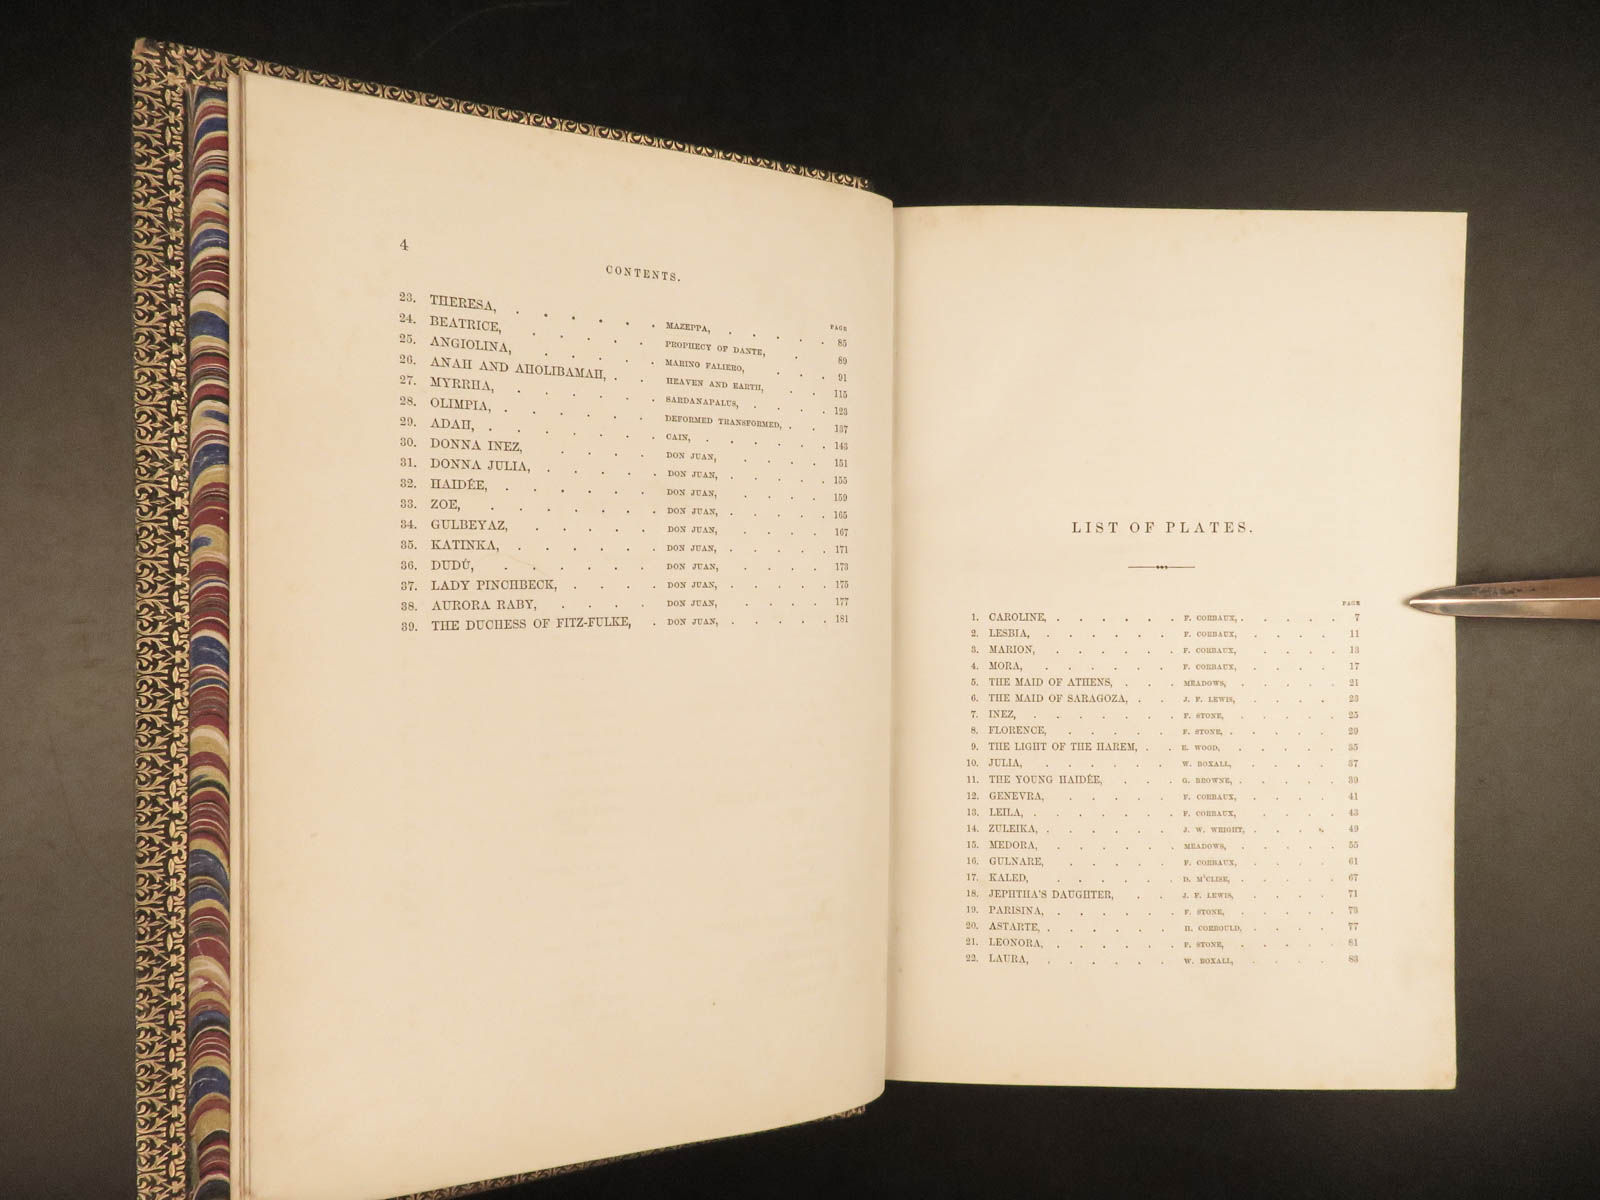 4
CONTENTS.
PAGE
23. THERESA, . . . . . MAZEPPA, . . . . 85
24. BEATRICE, . . . . PROPHECY OF DANTE, . 89
25. ANGIOLINA, . . . . MARINO FALIERO, . . . 91
26. ANAH AND AHOLIBAMAH, . . HEAVEN AND EARTH, . . 115
27. MYRRHA, . . . . . SARDANAPALUS, . . . . 123
28. OLIMPIA, . . . . . DEFORMED TRANSFORMED, . . 137
29. ADAH, . . . . . CAIN, . . . . . 143
30. DONNA INEZ, . . . DON JUAN, . . . . 151
31. DONNA JULIA, . . . . DON JUAN, . . . . 155
32. HAIDÉE, . . . . . DON JUAN, . . . . 159
33. ZOE, . . . . . DON JUAN, . . . . 165
34. GULBEYAZ, . . . . DON JUAN, . . . . 167
35. KATINKA, . . . . . DON JUAN, . . . . 171
36. DUDÙ, . . . . . DON JUAN, . . . . 173
37. LADY PINCHBECK, . . . . DON JUAN, . . . . . 175
38. AURORA RABY, . . . . DON JUAN, . . . . 177
39. THE DUCHESS OF FITZ-FULKE, . DON JUAN, . . . . . 181
LIST OF PLATES.
PAGE
1. CAROLINE, . . . . . . F. CORBAUX, . . . . . 7
2. LESBIA, . . . . . . F. CORBAUX, . . . . 11
3. MARION, . . . . . . F. CORBAUX, . . . . 13
4. MORA, . . . . . . F. CORBAUX, . . . . 17
5. THE MAID OF ATHENS, . . . MEADOWS, . . . . . 21
6. THE MAID OF SARAGOZA, . . J. F. LEWIS, . . . . 23
7. INEZ, . . . . . . F. STONE, . . . . . 25
8. FLORENCE, . . . . . F. STONE, . . . . . 29
9. THE LIGHT OF THE HAREM, . . E. WOOD, . . . . . 35
10. JULIA, . . . . . . W. BOXALL, . . . . 37
11. THE YOUNG HAIDÉE, . . . G. BROWNE, . . . . . 39
12. GENEVRA, . . . . . F. CORBAUX, . . . . 41
13. LEILA, . . . . . . F. CORBAUX, . . . . 43
14. ZULEIKA, . . . . . . J. W. WRIGHT, . . . . 49
15. MEDORA, . . . . . . MEADOWS, . . . . . 55
16. GULNARE, . . . . . F. CORBAUX, . . . . 61
17. KALED, . . . . . . D. M'CLISE, . . . . . 67
18. JEPHTHA'S DAUGHTER, . . J. F. LEWIS, . . . . 71
19. PARISINA, . . . . . . F. STONE, . . . . . 73
20. ASTARTE, . . . . . . H. CORBOULD, . . . . 77
21. LEONORA, . . . . . . F. STONE, . . . . . 81
22. LAURA, . . . . . . W. BOXALL, . . . . 83